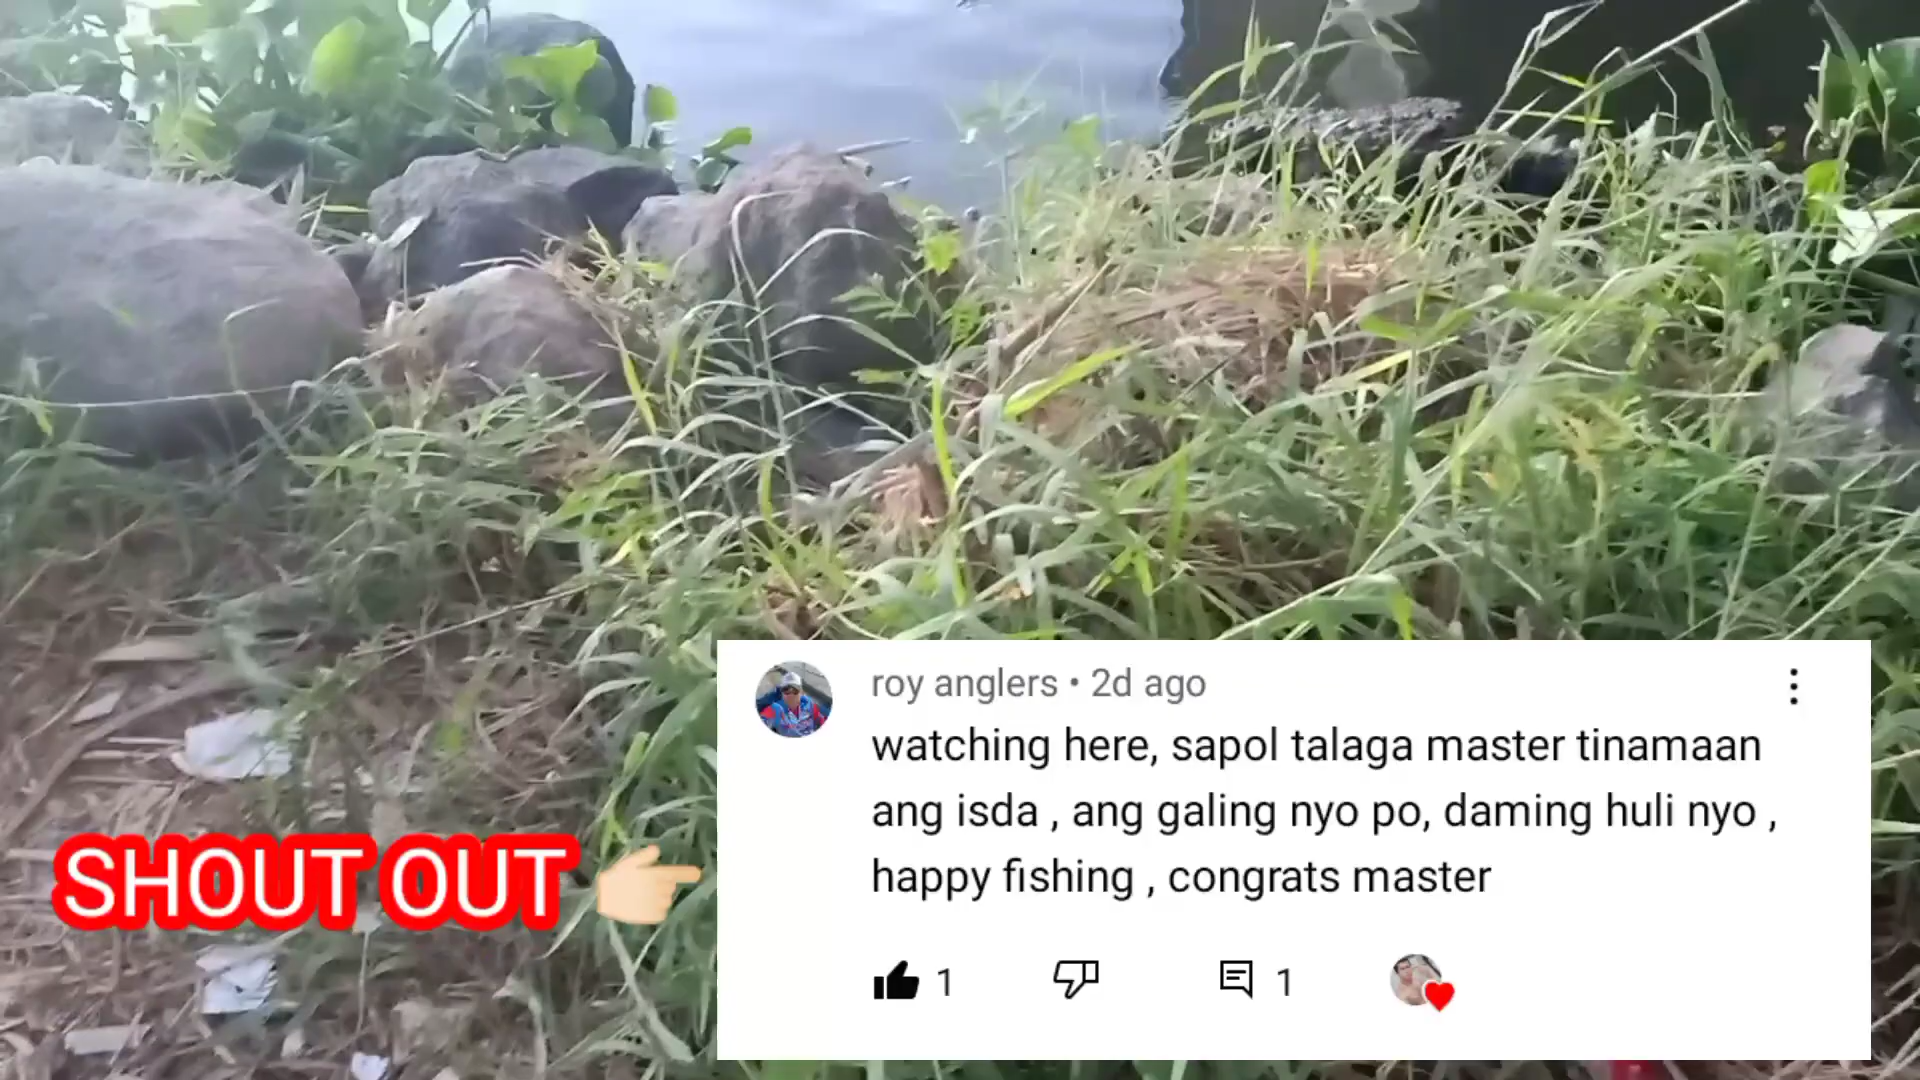 roy anglers • 2d ago
watching here, sapol talaga master tinamaan
ang isda , ang galing nyo po, daming huli nyo ,
happy fishing , congrats master
SHOUT OUT
1
1